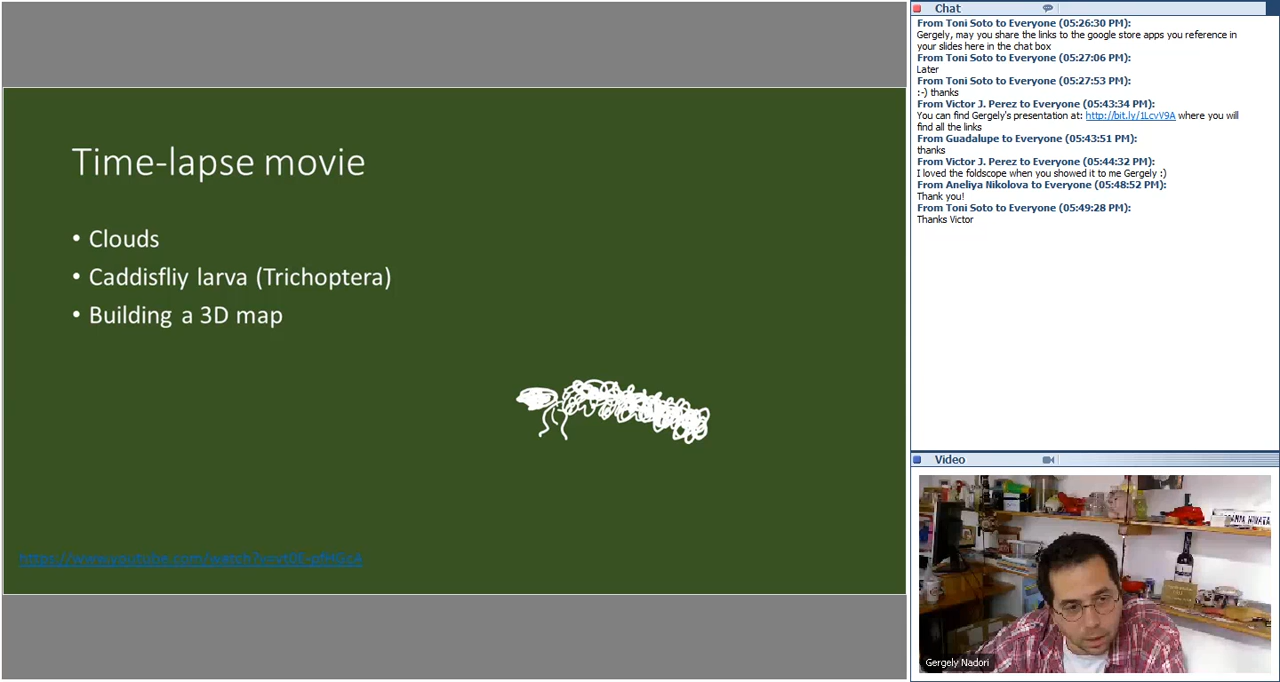 Time-lapse movie
• Clouds
• Caddisfliy larva (Trichoptera)
• Building a 3D map
Chat
From Toni Soto to Everyone (05:26:30 PM):
Gergely, may you share the links to the google store apps you reference in
your slides here in the chat box
From Toni Soto to Everyone (05:27:06 PM):
Later
From Toni Soto to Everyone (05:27:53 PM):
:-) thanks
From Victor J. Perez to Everyone (05:43:34 PM):
You can find Gergely's presentation at: http://bit.ly/1LcvV9A where you will
find all the links
From Guadalupe to Everyone (05:43:51 PM):
thanks
From Victor J. Perez to Everyone (05:44:32 PM):
I loved the foldscope when you showed it to me Gergely :)
From Aneliya Nikolova to Everyone (05:48:52 PM):
Thank you!
From Toni Soto to Everyone (05:49:28 PM):
Thanks Victor
Video
Gergely Nadori